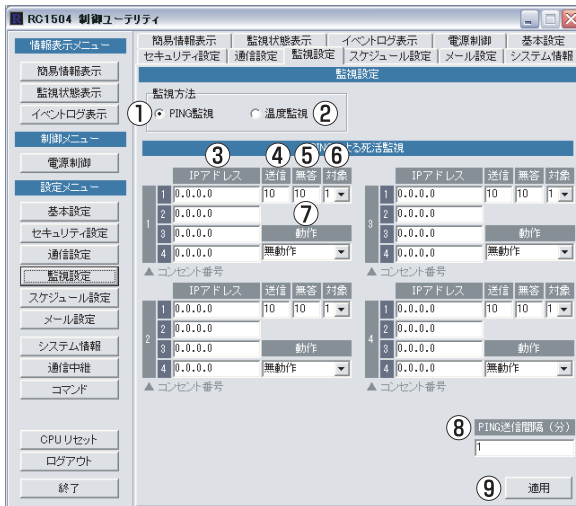 RC1504 制御ユーティリティ
情報表示メニュー
簡易情報表示
監視状態表示
イベントログ表示
制御メニュー
電源制御
設定メニュー
基本設定
セキュリティ設定
通信設定
監視設定
スケジュール設定
メール設定
システム情報
通信中継
コマンド
CPUリセット
ログアウト
終了
簡易情報表示 監視状態表示 イベントログ表示 電源制御 基本設定
セキュリティ設定 通信設定 監視設定 スケジュール設定 メール設定 システム情報
監視設定
監視方法
① PING監視 温度監視 ②
PINGによる死活監視
③ ④ ⑤ ⑥
IPアドレス 送信 無答 対象
1
1 0.0.0.0 10 10 1
2 0.0.0.0 ⑦
3 0.0.0.0 動作
4 0.0.0.0 無動作
▲ コンセント番号
IPアドレス 送信 無答 対象
3
1 0.0.0.0 10 10 1
2 0.0.0.0
3 0.0.0.0 動作
4 0.0.0.0 無動作
▲ コンセント番号
IPアドレス 送信 無答 対象
2
1 0.0.0.0 10 10 1
2 0.0.0.0
3 0.0.0.0 動作
4 0.0.0.0 無動作
▲ コンセント番号
IPアドレス 送信 無答 対象
4
1 0.0.0.0 10 10 1
2 0.0.0.0
3 0.0.0.0 動作
4 0.0.0.0 無動作
▲ コンセント番号
⑧ PING送信間隔（分）
1
⑨ 適用